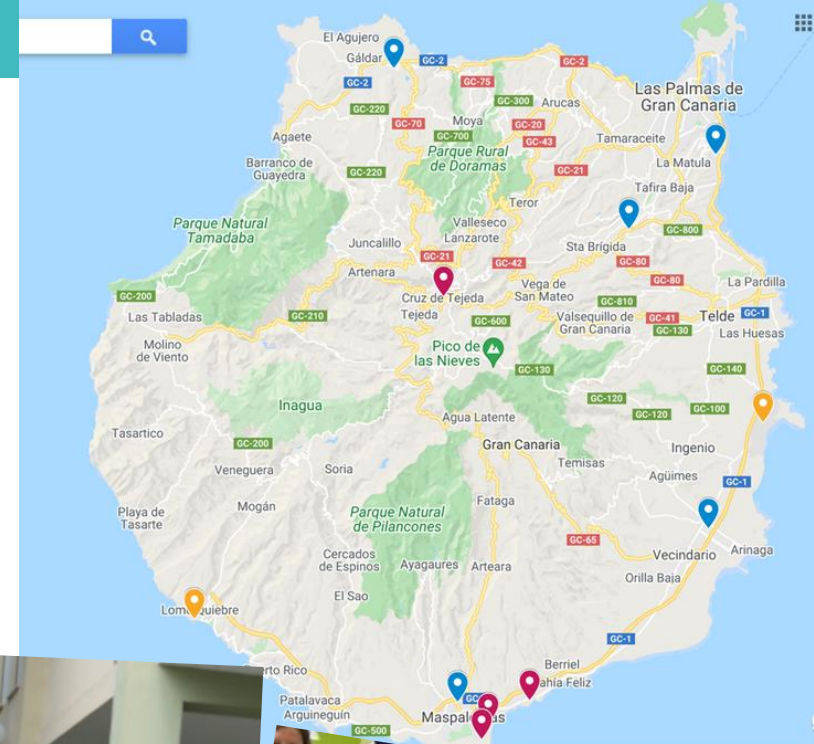 El Agujero
Gáldar
GC-2
GC-2
GC-2
GC-75
GC-220
GC-300
Arucas
Las Palmas de
Gran Canaria
Moya
GC-70
GC-700
GC-20
GC-43
Tamaraceite
Agaete
Parque Rural
de Doramas
La Matula
Barranco de
Guayedra
GC-220
GC-21
Tafira Baja
Teror
Parque Natural
Tamadaba
Valleseco
Lanzarote
Juncalillo
Sta Brígida
GC-800
GC-21
GC-42
GC-80
Artenara
GC-80
La Pardilla
Cruz de Tejeda
Vega de
San Mateo
GC-200
GC-810
Las Tabladas
GC-210
Tejeda
GC-600
Valsequillo de
Gran Canaria
GC-41
Telde
GC-1
GC-130
Las Huesas
Molino
de Viento
Pico de
las Nieves
GC-130
GC-140
Inagua
GC-120
GC-120
GC-100
Agua Latente
Tasartico
GC-200
Gran Canaria
Ingenio
Veneguera
Soria
Temisas
Agüimes
GC-1
Mogán
Fataga
Playa de
Tasarte
Parque Natural
de Pilancones
GC-65
Cercados
de Espinos
Ayagaures
Arteara
Vecindario
Arinaga
Orilla Baja
El Sao
GC-1
Berriel
Patalavaca
Arguineguín
GC-500